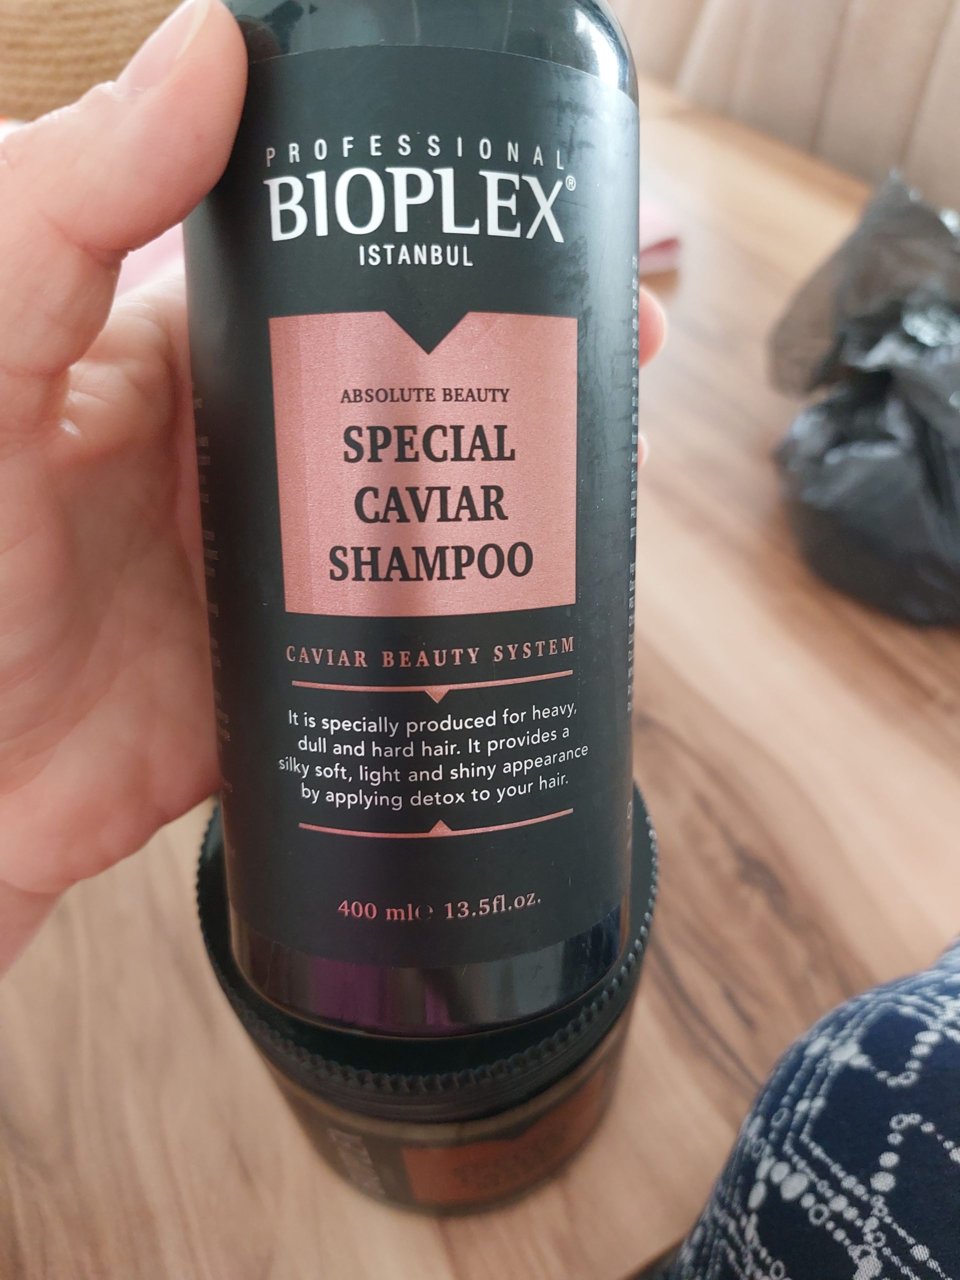 PROFESSIONAL
BIOPLEX®
ISTANBUL
ABSOLUTE BEAUTY
SPECIAL
CAVIAR
SHAMPOO
CAVIAR BEAUTY SYSTEM
It is specially produced for heavy,
dull and hard hair. It provides a
silky soft, light and shiny appearance
by applying detox to your hair.
400 ml℮ 13.5fl.oz.